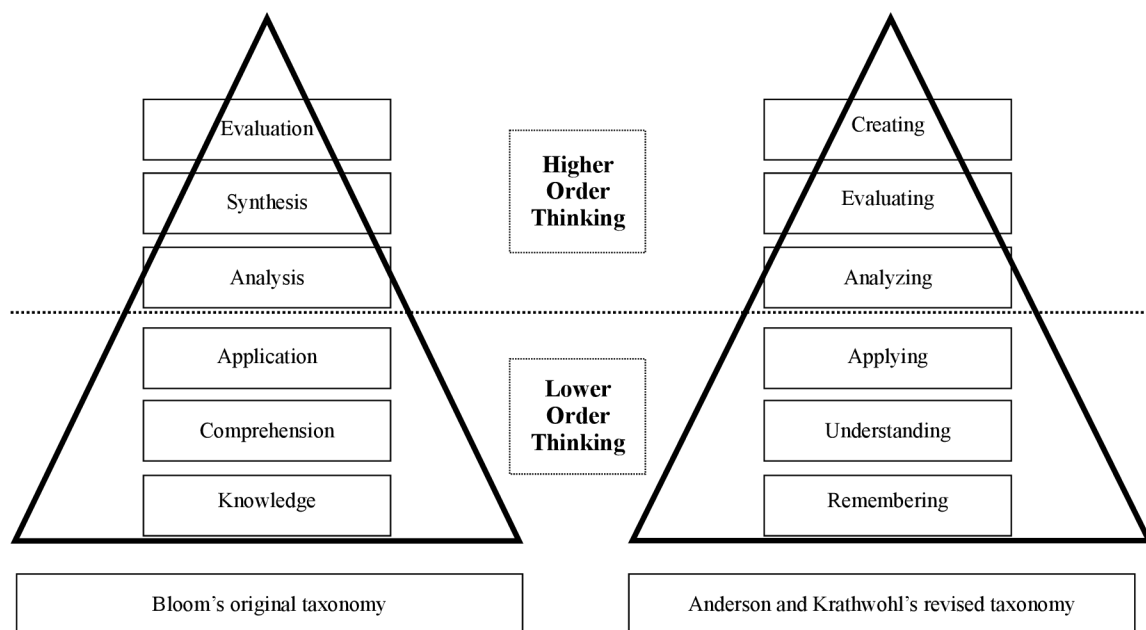 Evaluation
Synthesis
Analysis
Application
Comprehension
Knowledge
Bloom’s original taxonomy
Higher
Order
Thinking
Lower
Order
Thinking
Creating
Evaluating
Analyzing
Applying
Understanding
Remembering
Anderson and Krathwohl’s revised taxonomy